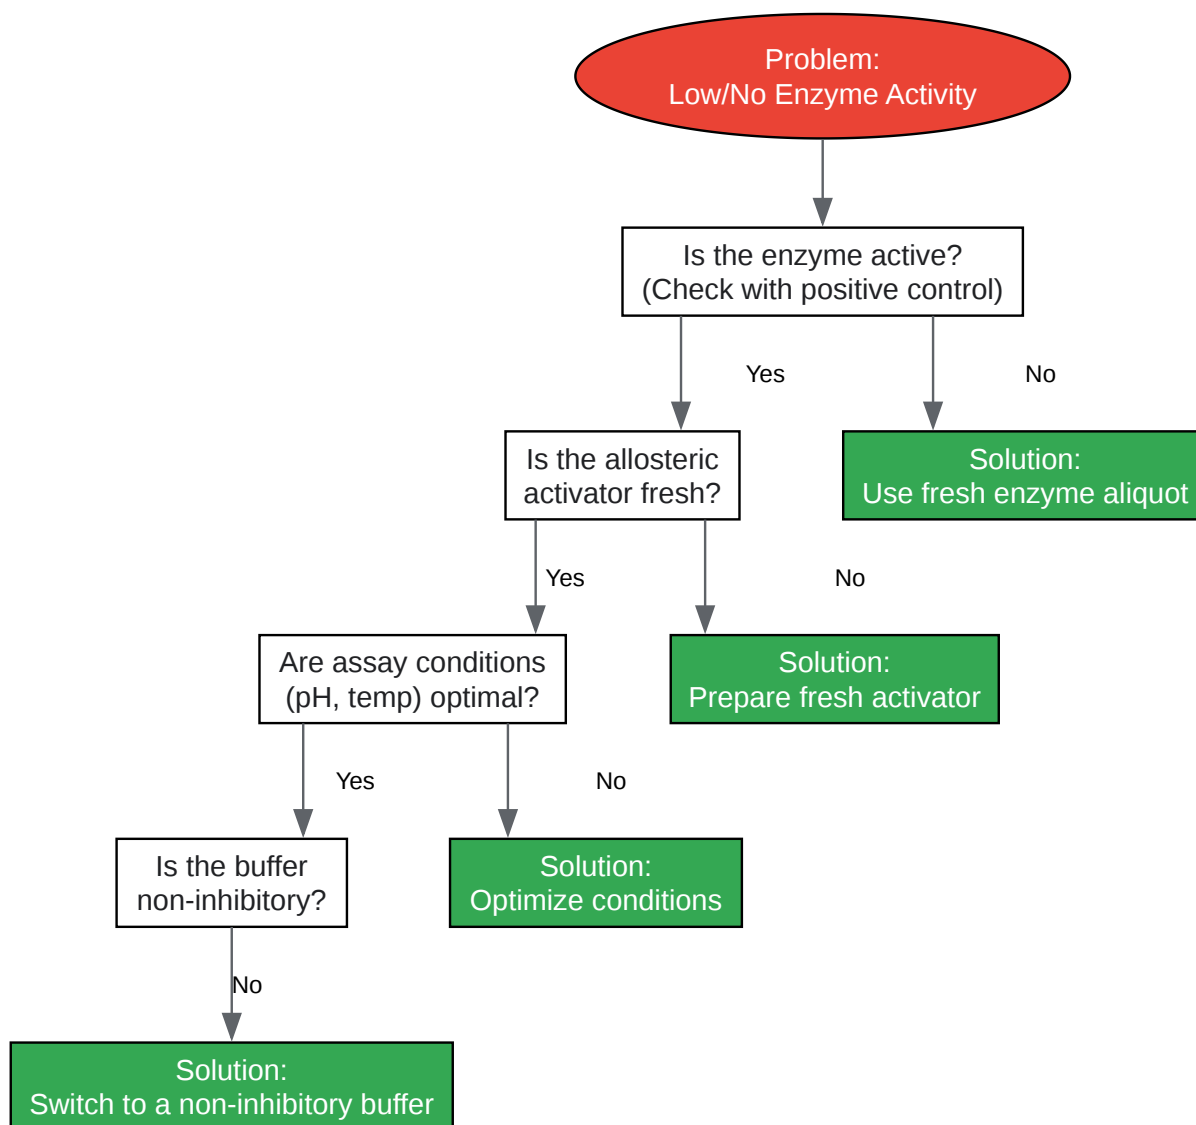 Problem:
Low/No Enzyme Activity
Is the enzyme active?
(Check with positive control)
Yes
No
Is the allosteric
activator fresh?
Solution:
Use fresh enzyme aliquot
Yes
No
Are assay conditions
(pH, temp) optimal?
Solution:
Prepare fresh activator
Yes
No
Is the buffer
non-inhibitory?
Solution:
Optimize conditions
No
Solution:
Switch to a non-inhibitory buffer